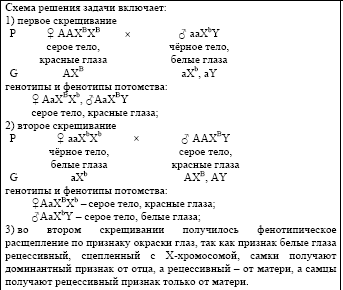 Схема решения задачи включает:
1) первое скрещивание
P ♀ AAXᴮXᴮ × ♂ aaXᵇY
серое тело, чёрное тело,
красные глаза белые глаза
G AXᴮ aXᵇ, aY
генотипы и фенотипы потомства:
♀ AaXᴮXᵇ, ♂AaXᴮY
серое тело, красные глаза;
2) второе скрещивание
P ♀ aaXᵇXᵇ × ♂ AAXᴮY
чёрное тело, серое тело,
белые глаза красные глаза
G aXᵇ AXᴮ, AY
генотипы и фенотипы потомства:
♀AaXᴮXᵇ – серое тело, красные глаза;
♂AaXᵇY – серое тело, белые глаза;
3) во втором скрещивании получилось фенотипическое
расщепление по признаку окраски глаз, так как признак белые глаза
рецессивный, сцепленный с X-хромосомой, самки получают
доминантный признак от отца, а рецессивный – от матери, а самцы
получают рецессивный признак только от матери.